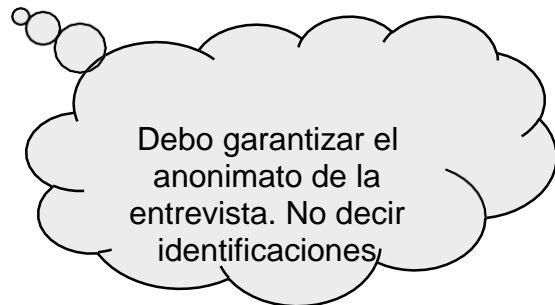 Debo garantizar el
anonimato de la
entrevista. No decir
identificaciones